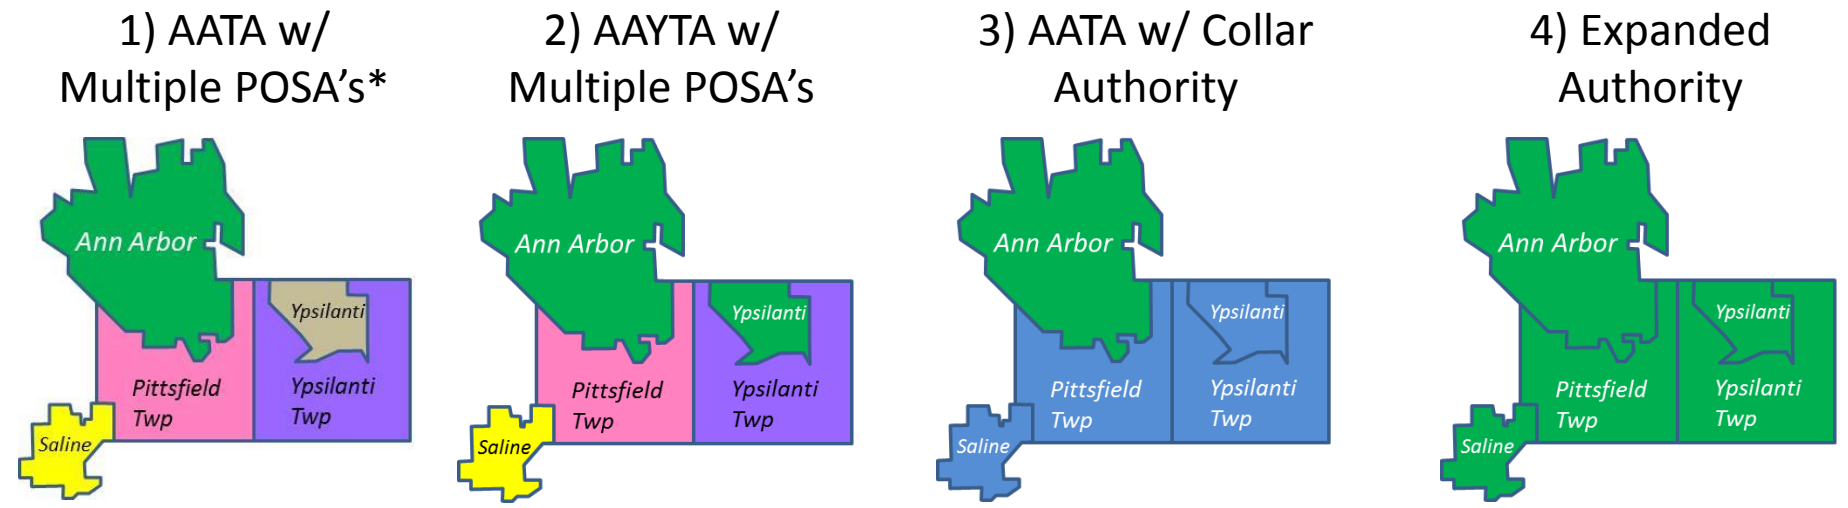 1) AATA w/
Multiple POSA's*
Ann Arbor
Ypsilanti
Pittsfield
Twp
Ypsilanti
Twp
Saline
2) AAYTA w/
Multiple POSA's
Ann Arbor
Ypsilanti
Pittsfield
Twp
Ypsilanti
Twp
Saline
3) AATA w/ Collar
Authority
Ann Arbor
Ypsilanti
Pittsfield
Twp
Ypsilanti
Twp
Saline
4) Expanded
Authority
Ann Arbor
Ypsilanti
Pittsfield
Twp
Ypsilanti
Twp
Saline